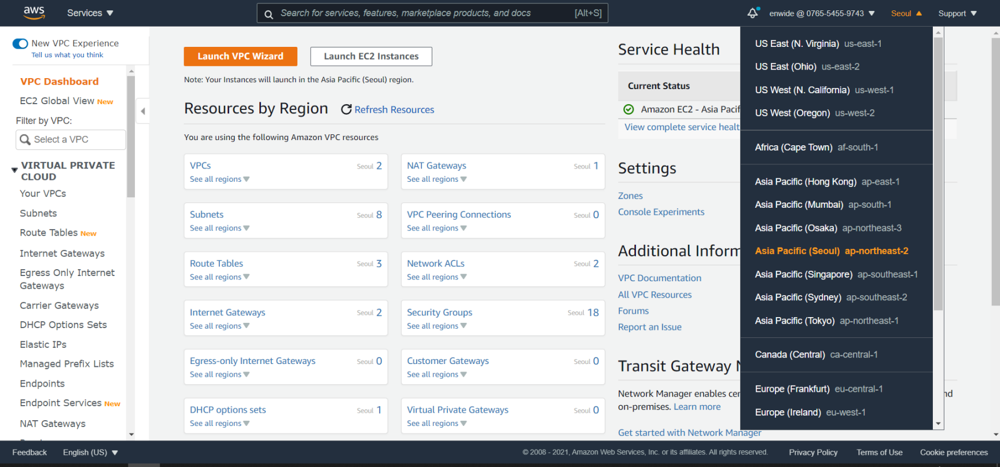 aws
Services
Search for services, features, marketplace products, and docs [Alt+S]
enwide @ 0765-5455-9743
Seoul
Support
New VPC Experience
Tell us what you think
VPC Dashboard
EC2 Global View New
Filter by VPC:
Select a VPC
VIRTUAL PRIVATE
CLOUD
Your VPCs
Subnets
Route Tables New
Internet Gateways
Egress Only Internet
Gateways
Carrier Gateways
DHCP Options Sets
Elastic IPs
Managed Prefix Lists
Endpoints
Endpoint Services New
NAT Gateways
Launch VPC Wizard
Launch EC2 Instances
Note: Your Instances will launch in the Asia Pacific (Seoul) region.
Resources by Region
Refresh Resources
You are using the following Amazon VPC resources
VPCs Seoul 2
See all regions
NAT Gateways Seoul 1
See all regions
Subnets Seoul 8
See all regions
VPC Peering Connections Seoul 0
See all regions
Route Tables Seoul 3
See all regions
Network ACLs Seoul 2
See all regions
Internet Gateways Seoul 2
See all regions
Security Groups Seoul 18
See all regions
Egress-only Internet Gateways Seoul 0
See all regions
Customer Gateways Seoul 0
See all regions
DHCP options sets Seoul 1
See all regions
Virtual Private Gateways Seoul 0
See all regions
Service Health
Current Status
Amazon EC2 - Asia Pacif
View complete service healt
Settings
Zones
Console Experiments
Additional Inform
VPC Documentation
All VPC Resources
Forums
Report an Issue
Transit Gateway N
Network Manager enables cen nd
on-premises. Learn more
Get started with Network Manager
US East (N. Virginia) us-east-1
US East (Ohio) us-east-2
US West (N. California) us-west-1
US West (Oregon) us-west-2
Africa (Cape Town) af-south-1
Asia Pacific (Hong Kong) ap-east-1
Asia Pacific (Mumbai) ap-south-1
Asia Pacific (Osaka) ap-northeast-3
Asia Pacific (Seoul) ap-northeast-2
Asia Pacific (Singapore) ap-southeast-1
Asia Pacific (Sydney) ap-southeast-2
Asia Pacific (Tokyo) ap-northeast-1
Canada (Central) ca-central-1
Europe (Frankfurt) eu-central-1
Europe (Ireland) eu-west-1
Feedback
English (US)
© 2008 - 2021, Amazon Web Services, Inc. or its affiliates. All rights reserved.
Privacy Policy
Terms of Use
Cookie preferences